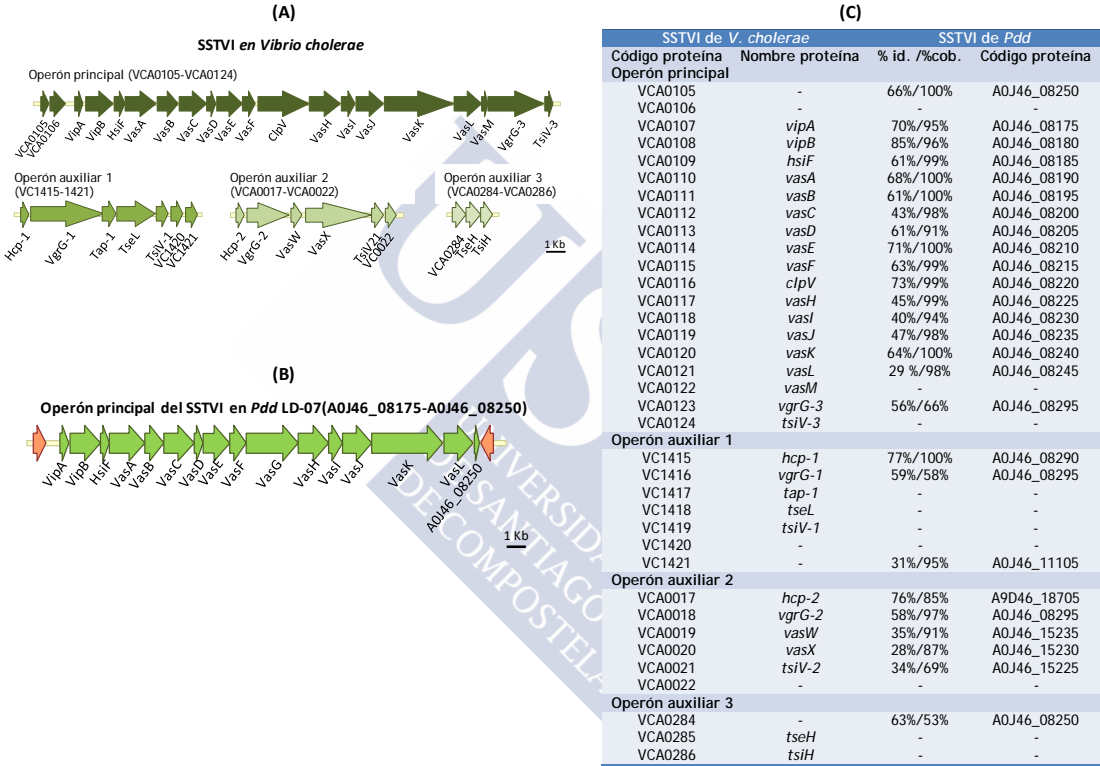 (A)
SSTVI en Vibrio cholerae
Operón principal (VCA0105-VCA0124)
VCA0105
VCA0106
VipA
VipB
HsiF
VasA
VasB
VasC
VasD
VasE
VasF
ClpV
VasH
VasI
VasJ
VasK
VasL
VasM
VgrG-3
TsiV-3
Operón auxiliar 1
(VC1415-1421)
Hcp-1
VgrG-1
Tap-1
TseL
TsiV-1
VC1420
VC1421
Operón auxiliar 2
(VCA0017-VCA0022)
Hcp-2
VgrG-2
VasW
VasX
TsiV21
VC0022
Operón auxiliar 3
(VCA0284-VCA0286)
VCA0284
TseH
TsiH
1 Kb
(B)
Operón principal del SSTVI en Pdd LD-07(A0J46_08175-A0J46_08250)
VipA
VipB
HsiF
VasA
VasB
VasC
VasD
VasE
VasF
VasG
VasH
VasI
VasJ
VasK
VasL
A0J46_08250
1 Kb
(C)
SSTVI de V. cholerae SSTVI de Pdd
Código proteína Nombre proteína % id. /%cob. Código proteína
Operón principal
VCA0105 - 66%/100% A0J46_08250
VCA0106 - - -
VCA0107 vipA 70%/95% A0J46_08175
VCA0108 vipB 85%/96% A0J46_08180
VCA0109 hsiF 61%/99% A0J46_08185
VCA0110 vasA 68%/100% A0J46_08190
VCA0111 vasB 61%/100% A0J46_08195
VCA0112 vasC 43%/98% A0J46_08200
VCA0113 vasD 61%/91% A0J46_08205
VCA0114 vasE 71%/100% A0J46_08210
VCA0115 vasF 63%/99% A0J46_08215
VCA0116 clpV 73%/99% A0J46_08220
VCA0117 vasH 45%/99% A0J46_08225
VCA0118 vasI 40%/94% A0J46_08230
VCA0119 vasJ 47%/98% A0J46_08235
VCA0120 vasK 64%/100% A0J46_08240
VCA0121 vasL 29 %/98% A0J46_08245
VCA0122 vasM - -
VCA0123 vgrG-3 56%/66% A0J46_08295
VCA0124 tsiV-3 - -
Operón auxiliar 1
VC1415 hcp-1 77%/100% A0J46_08290
VC1416 vgrG-1 59%/58% A0J46_08295
VC1417 tap-1 - -
VC1418 tseL - -
VC1419 tsiV-1 - -
VC1420 - - -
VC1421 - 31%/95% A0J46_11105
Operón auxiliar 2
VCA0017 hcp-2 76%/85% A9D46_18705
VCA0018 vgrG-2 58%/97% A0J46_08295
VCA0019 vasW 35%/91% A0J46_15235
VCA0020 vasX 28%/87% A0J46_15230
VCA0021 tsiV-2 34%/69% A0J46_15225
VCA0022 - - -
Operón auxiliar 3
VCA0284 - 63%/53% A0J46_08250
VCA0285 tseH - -
VCA0286 tsiH - -